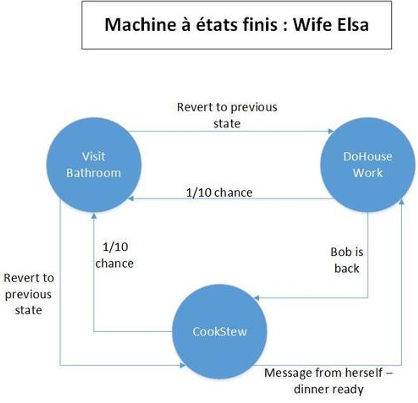 Machine à états finis : Wife Elsa
Revert to previous
state
Visit
Bathroom
DoHouse
Work
1/10 chance
1/10
chance
Bob is
back
Revert to
previous
state
CookStew
Message from herself –
dinner ready